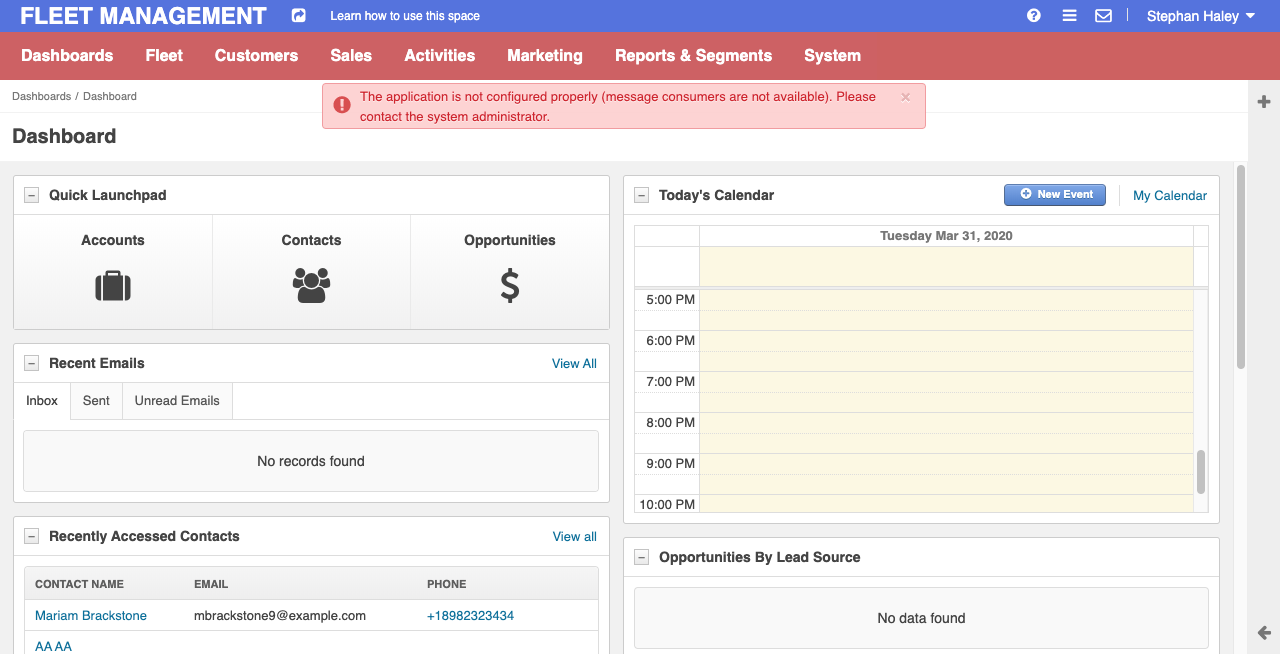 FLEET MANAGEMENT
Learn how to use this space
Stephan Haley
Dashboards Fleet Customers Sales Activities Marketing Reports & Segments System
Dashboards / Dashboard
The application is not configured properly (message consumers are not available). Please
contact the system administrator.
×
Dashboard
Quick Launchpad
Accounts Contacts Opportunities
Recent Emails View All
Inbox Sent Unread Emails
No records found
Recently Accessed Contacts View all
CONTACT NAME EMAIL PHONE
Mariam Brackstone mbrackstone9@example.com +18982323434
AA AA
Today's Calendar New Event My Calendar
Tuesday Mar 31, 2020
5:00 PM
6:00 PM
7:00 PM
8:00 PM
9:00 PM
10:00 PM
Opportunities By Lead Source
No data found